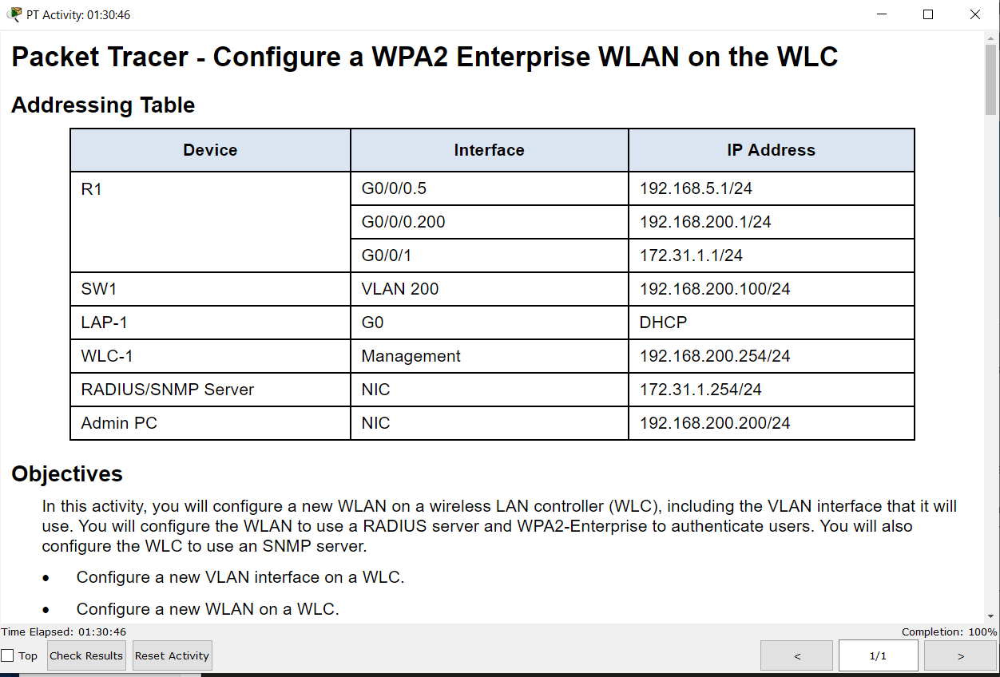 PT Activity: 01:30:46
Packet Tracer - Configure a WPA2 Enterprise WLAN on the WLC
Addressing Table
Device Interface IP Address
R1 G0/0/0.5 192.168.5.1/24
G0/0/0.200 192.168.200.1/24
G0/0/1 172.31.1.1/24
SW1 VLAN 200 192.168.200.100/24
LAP-1 G0 DHCP
WLC-1 Management 192.168.200.254/24
RADIUS/SNMP Server NIC 172.31.1.254/24
Admin PC NIC 192.168.200.200/24
Objectives
In this activity, you will configure a new WLAN on a wireless LAN controller (WLC), including the VLAN interface that it will
use. You will configure the WLAN to use a RADIUS server and WPA2-Enterprise to authenticate users. You will also
configure the WLC to use an SNMP server.
• Configure a new VLAN interface on a WLC.
• Configure a new WLAN on a WLC.
Time Elapsed: 01:30:46 Completion: 100%
Top Check Results Reset Activity < 1/1 >